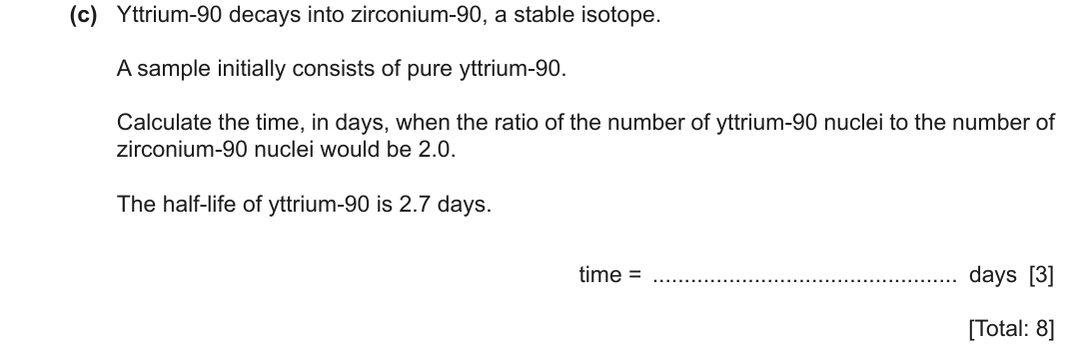 (c) Yttrium-90 decays into zirconium-90, a stable isotope.
A sample initially consists of pure yttrium-90.
Calculate the time, in days, when the ratio of the number of yttrium-90 nuclei to the number of
zirconium-90 nuclei would be 2.0.
The half-life of yttrium-90 is 2.7 days.
time = ................................................ days [3]
[Total: 8]